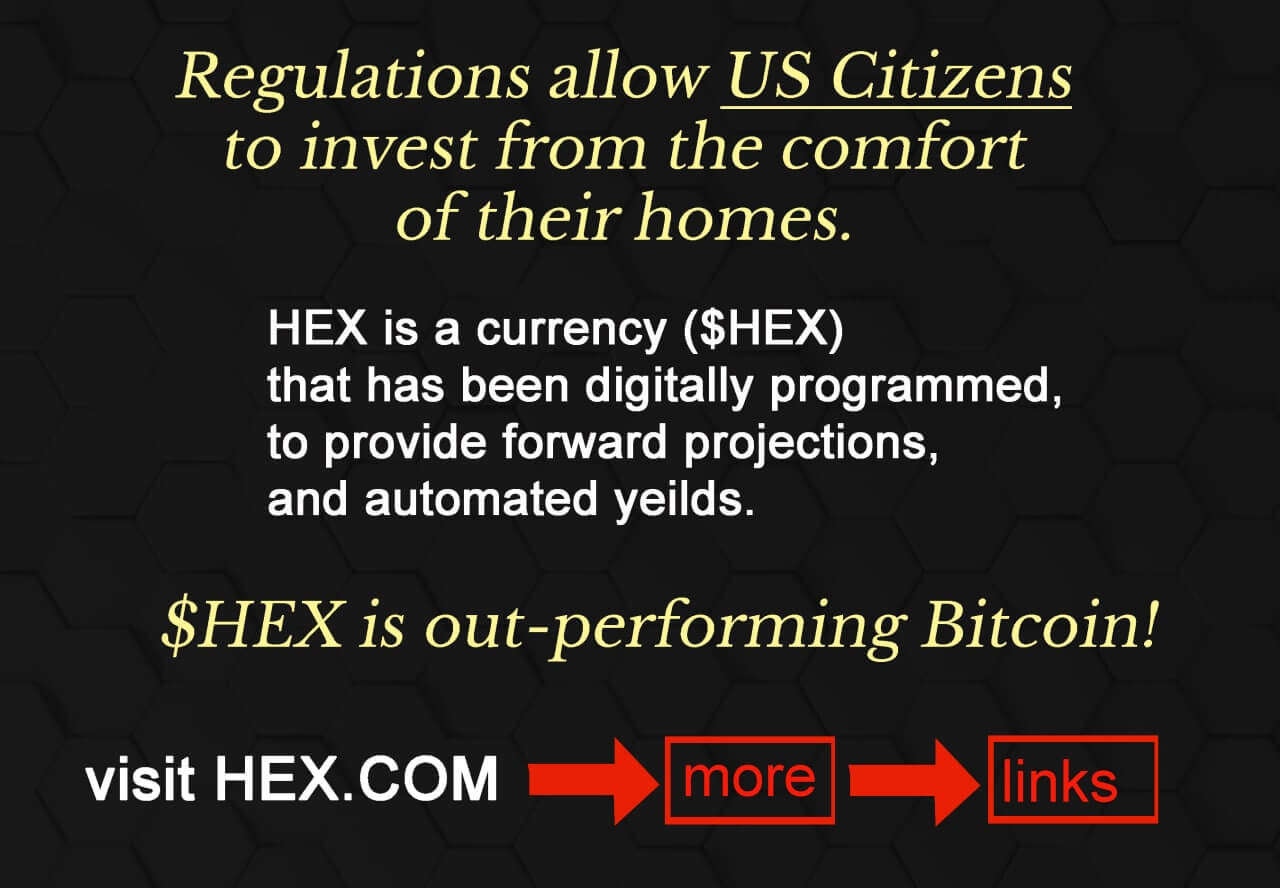 Regulations allow US Citizens
to invest from the comfort
of their homes.
HEX is a currency ($HEX)
that has been digitally programmed,
to provide forward projections,
and automated yeilds.
$HEX is out-performing Bitcoin!
visit HEX.COM more links